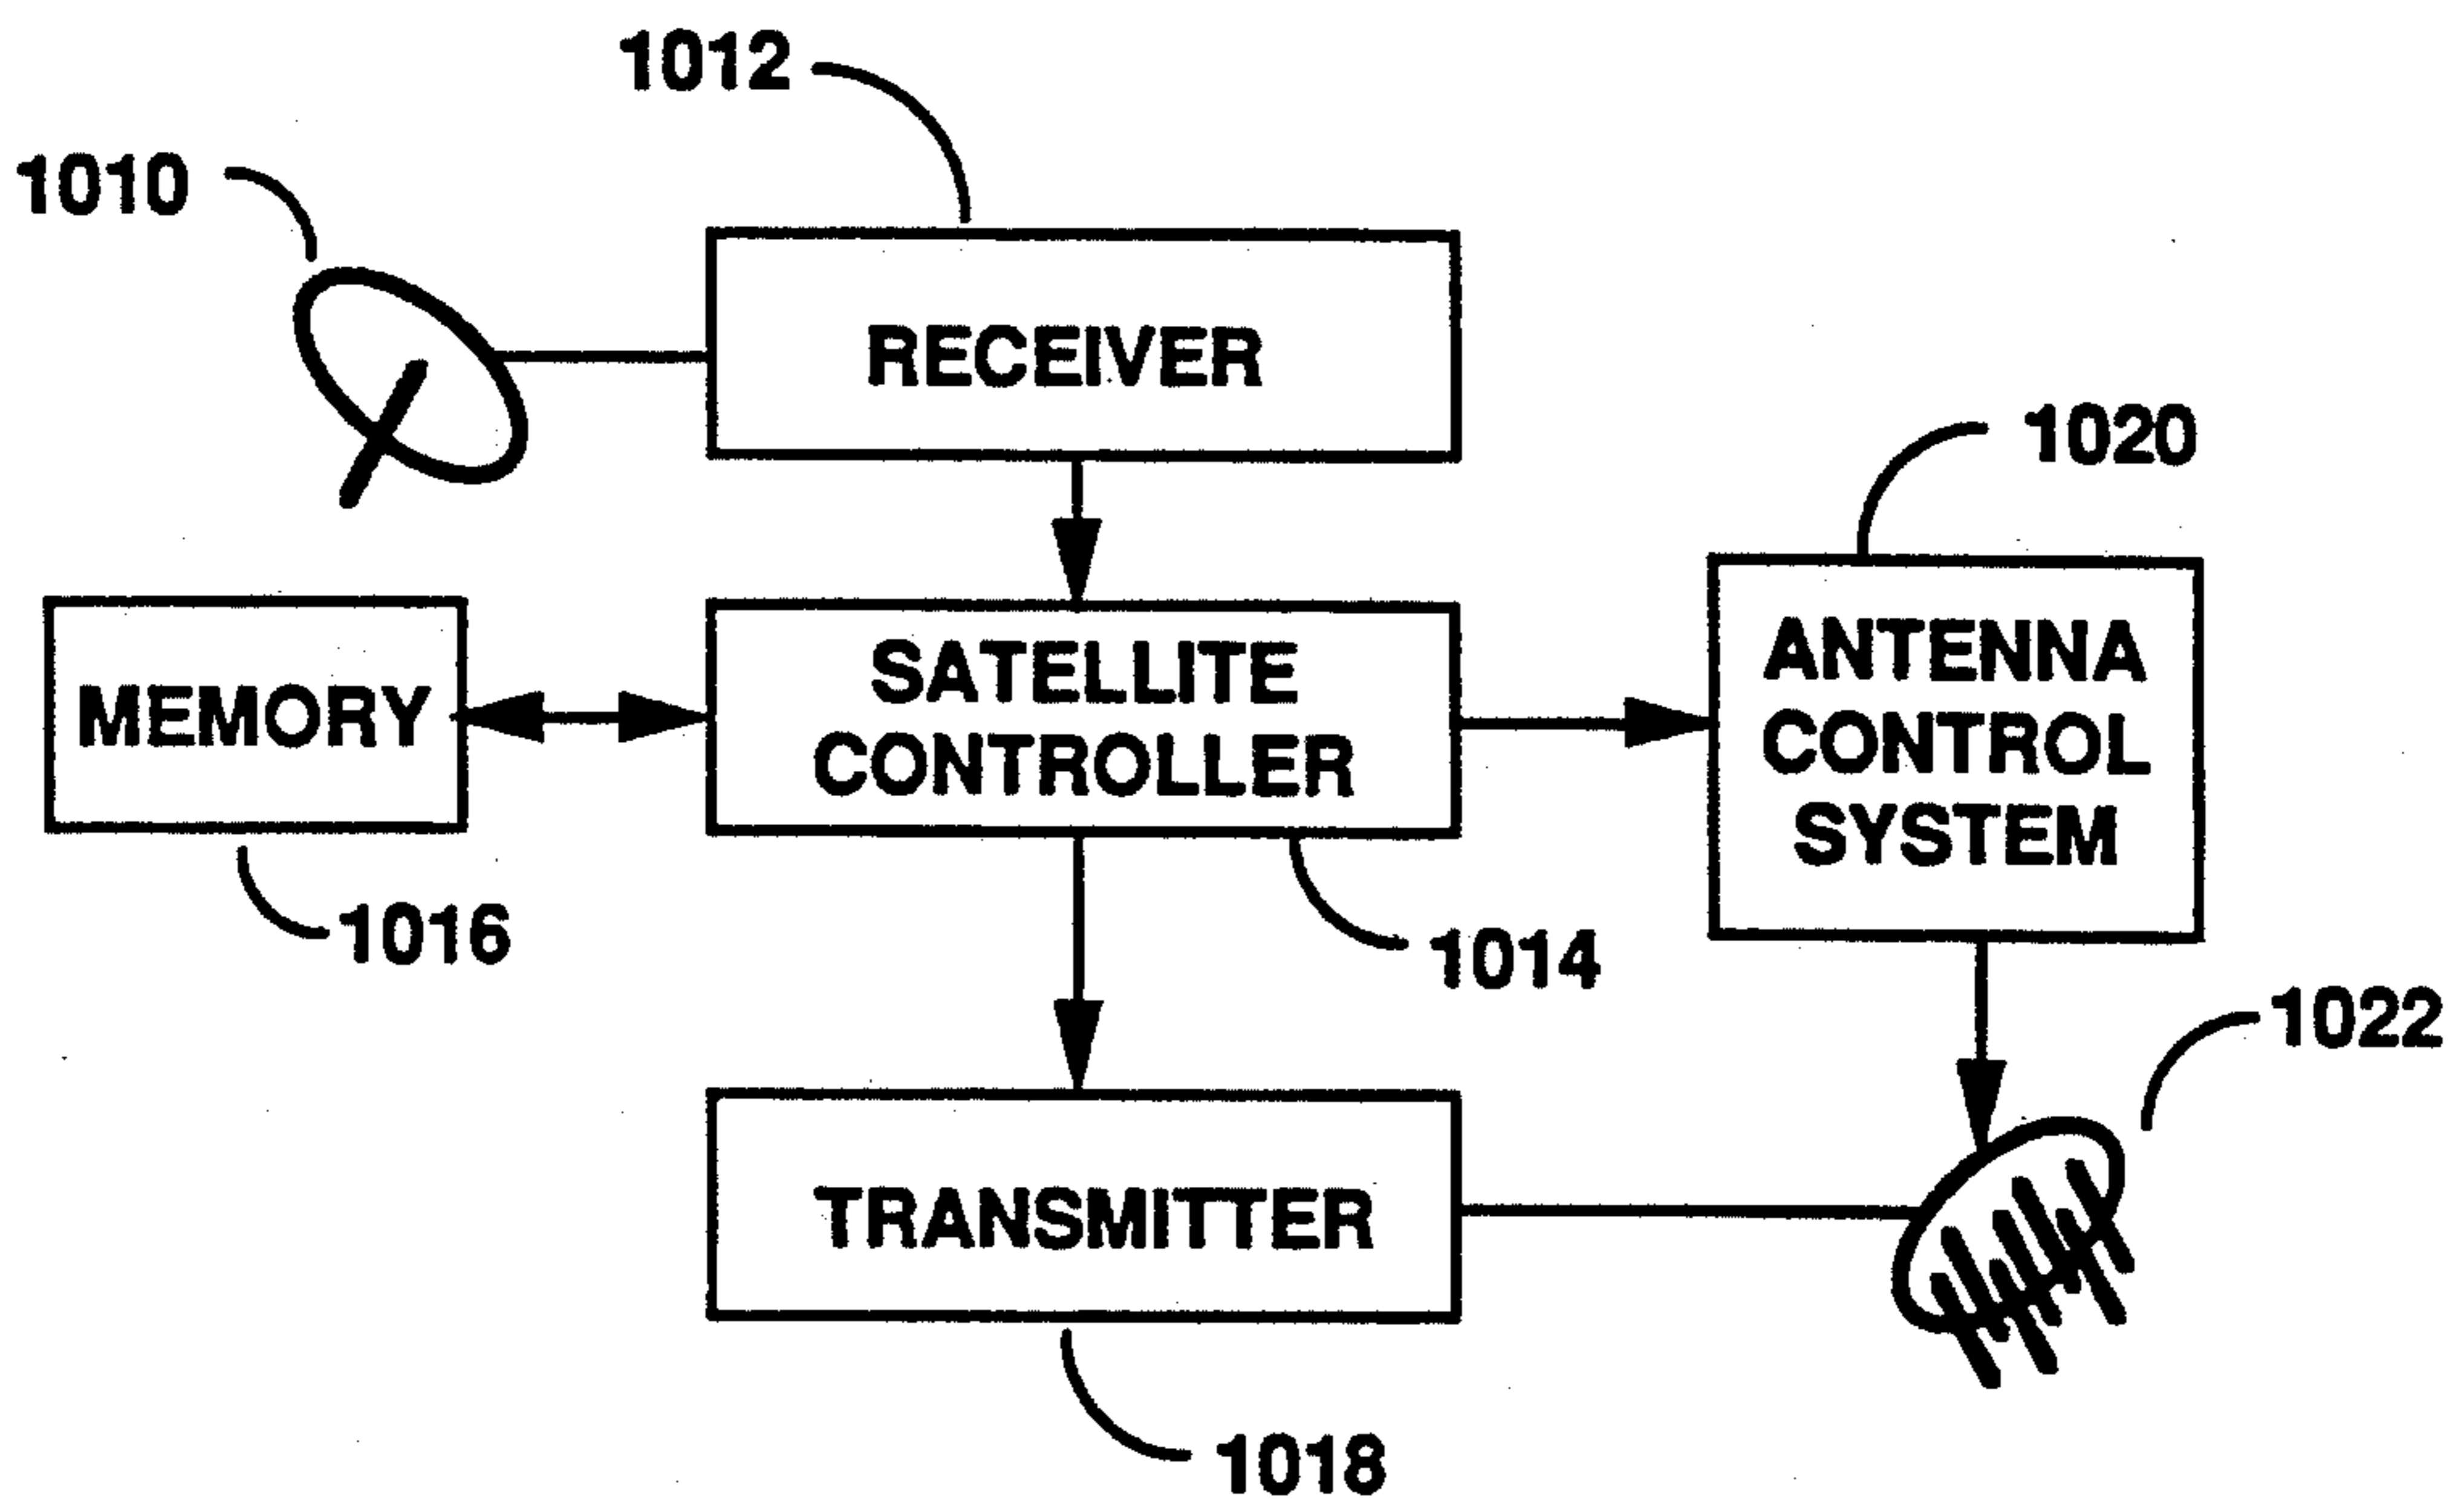 1012
1010
RECEIVER
1020
MEMORY
SATELLITE
CONTROLLER
ANTENNA
CONTROL
SYSTEM
1016
1014
1022
TRANSMITTER
1018